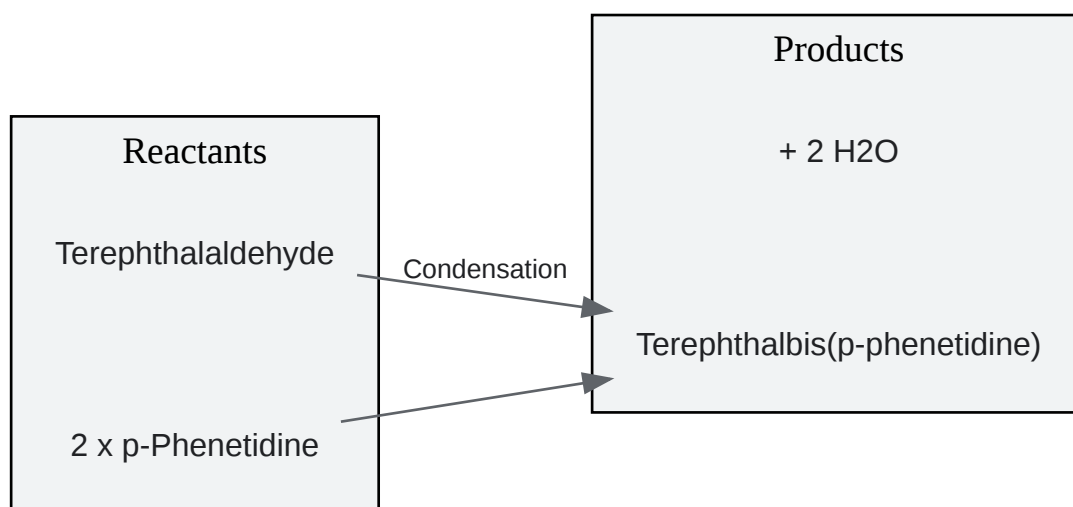 Reactants
Terephthalaldehyde
2 x p-Phenetidine
Condensation
Products
+ 2 H2O
Terephthalbis(p-phenetidine)